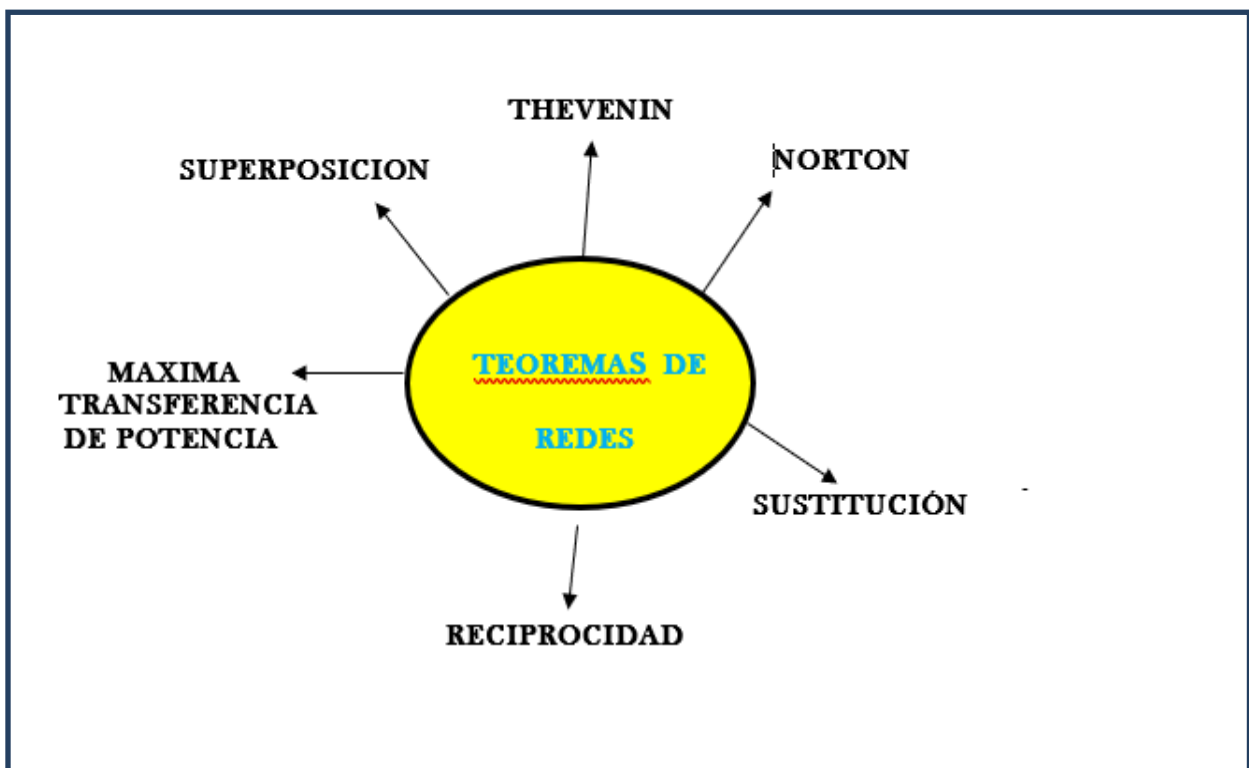 THEVENIN
NORTON
SUPERPOSICION
TEOREMAS DE
REDES
MAXIMA
TRANSFERENCIA
DE POTENCIA
SUSTITUCIÓN
RECIPROCIDAD